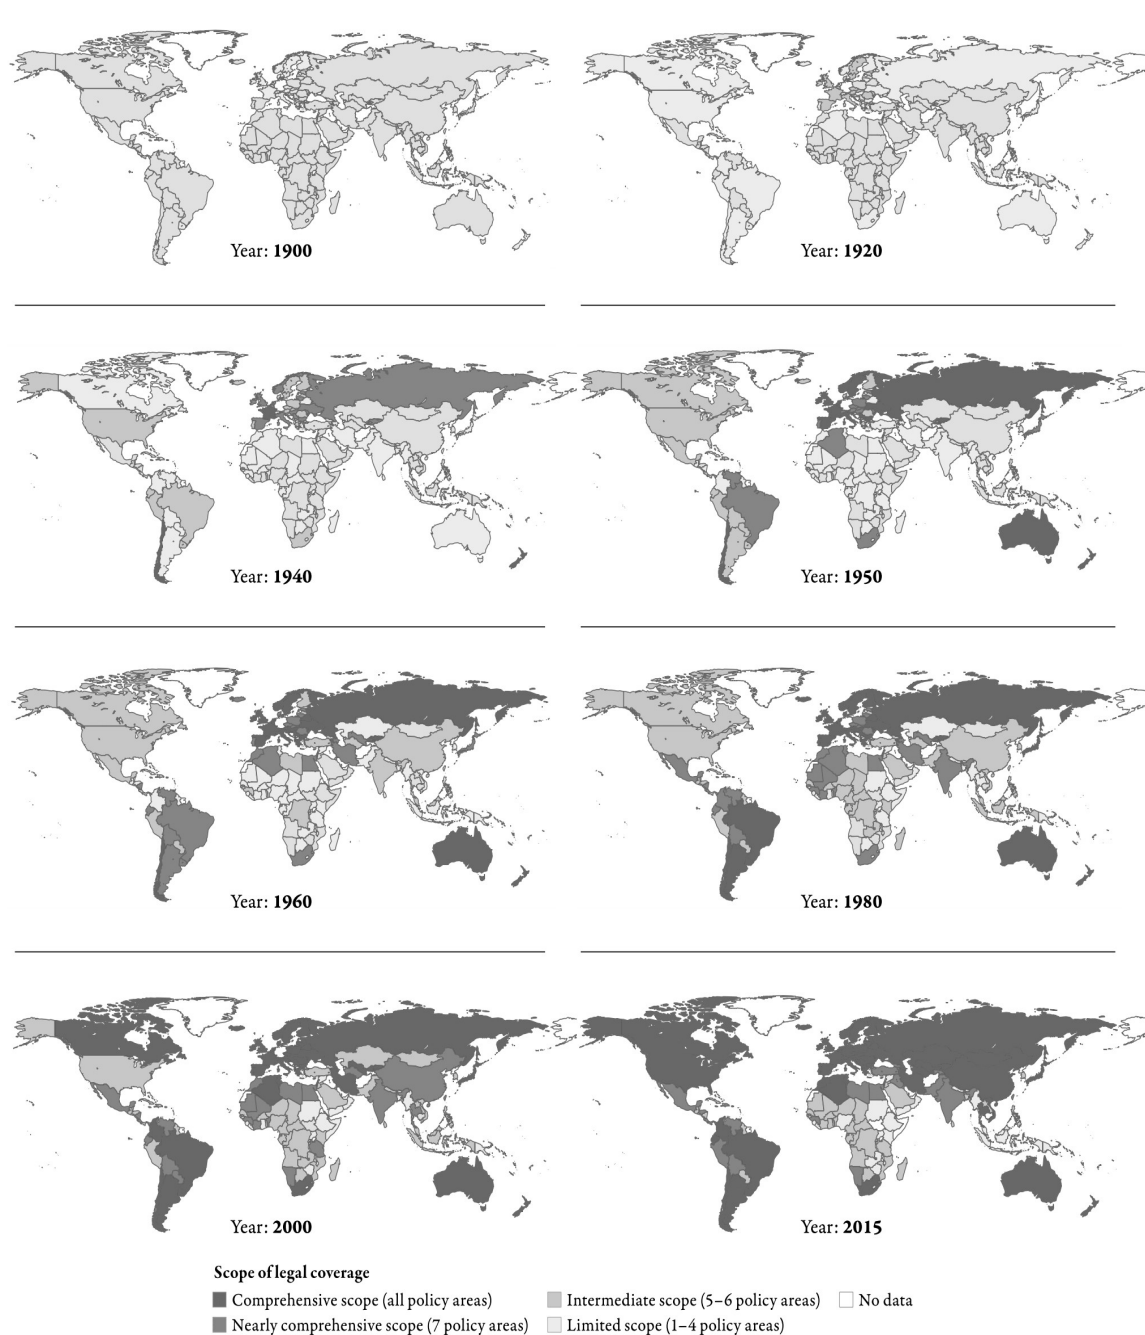 Year: 1900
Year: 1920
Year: 1940
Year: 1950
Year: 1960
Year: 1980
Year: 2000
Year: 2015
Scope of legal coverage
Comprehensive scope (all policy areas)
Intermediate scope (5–6 policy areas)
No data
Nearly comprehensive scope (7 policy areas)
Limited scope (1–4 policy areas)